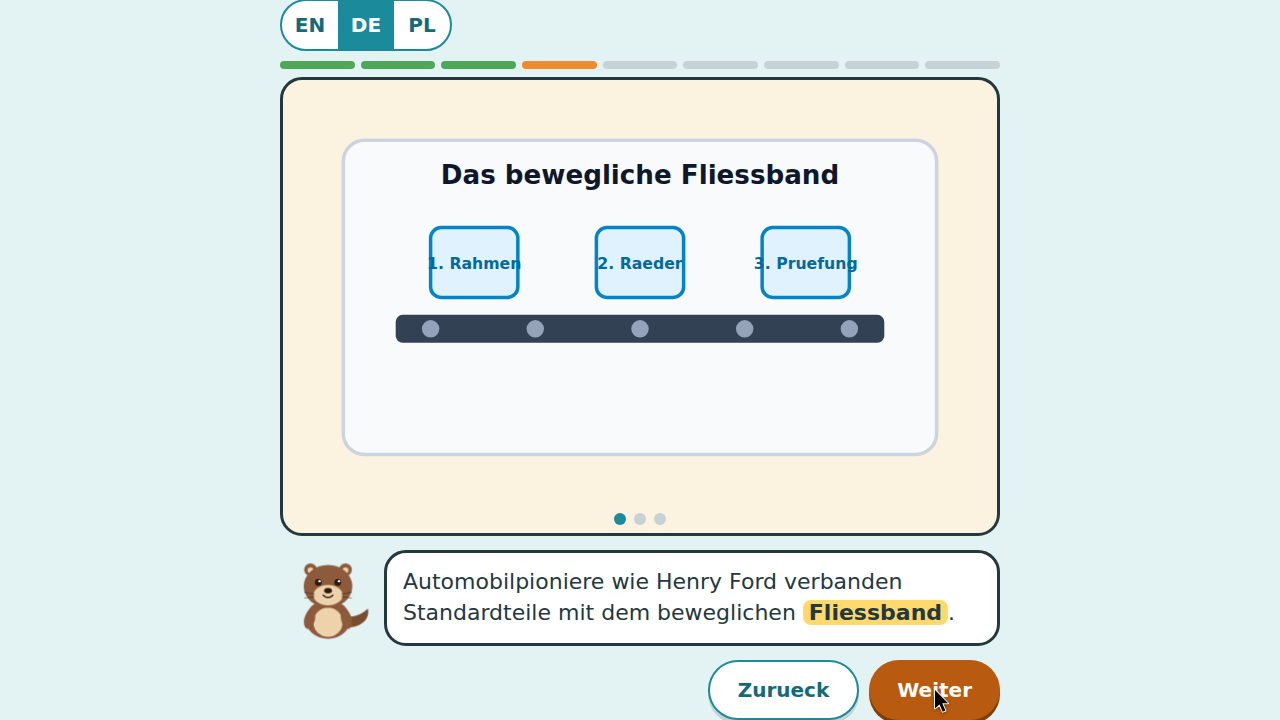 EN DE PL
Das bewegliche Fliessband
1. Rahmen 2. Raeder 3. Pruefung
Automobilpioniere wie Henry Ford verbanden
Standardteile mit dem beweglichen Fliessband.
Zurueck Weiter